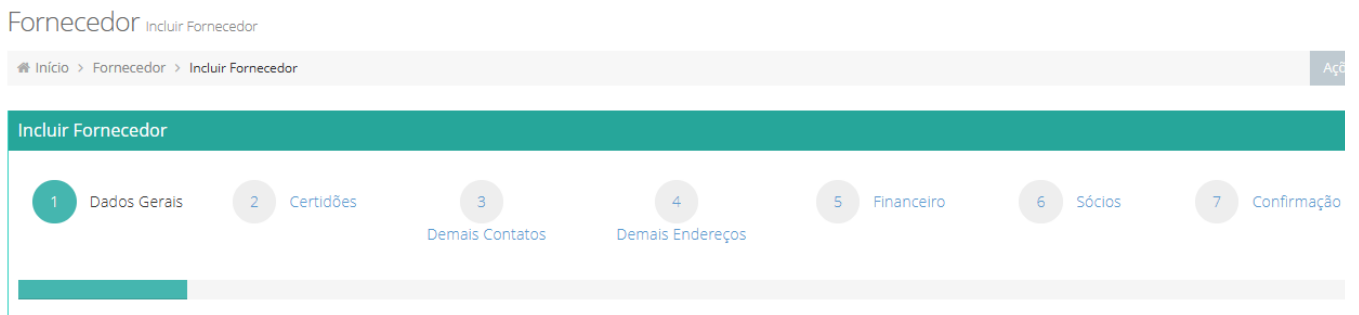 Fornecedor Incluir Fornecedor
Início > Fornecedor > Incluir Fornecedor
Açõ
Incluir Fornecedor
1 Dados Gerais
2 Certidões
3
Demais Contatos
4
Demais Endereços
5 Financeiro
6 Sócios
7 Confirmação